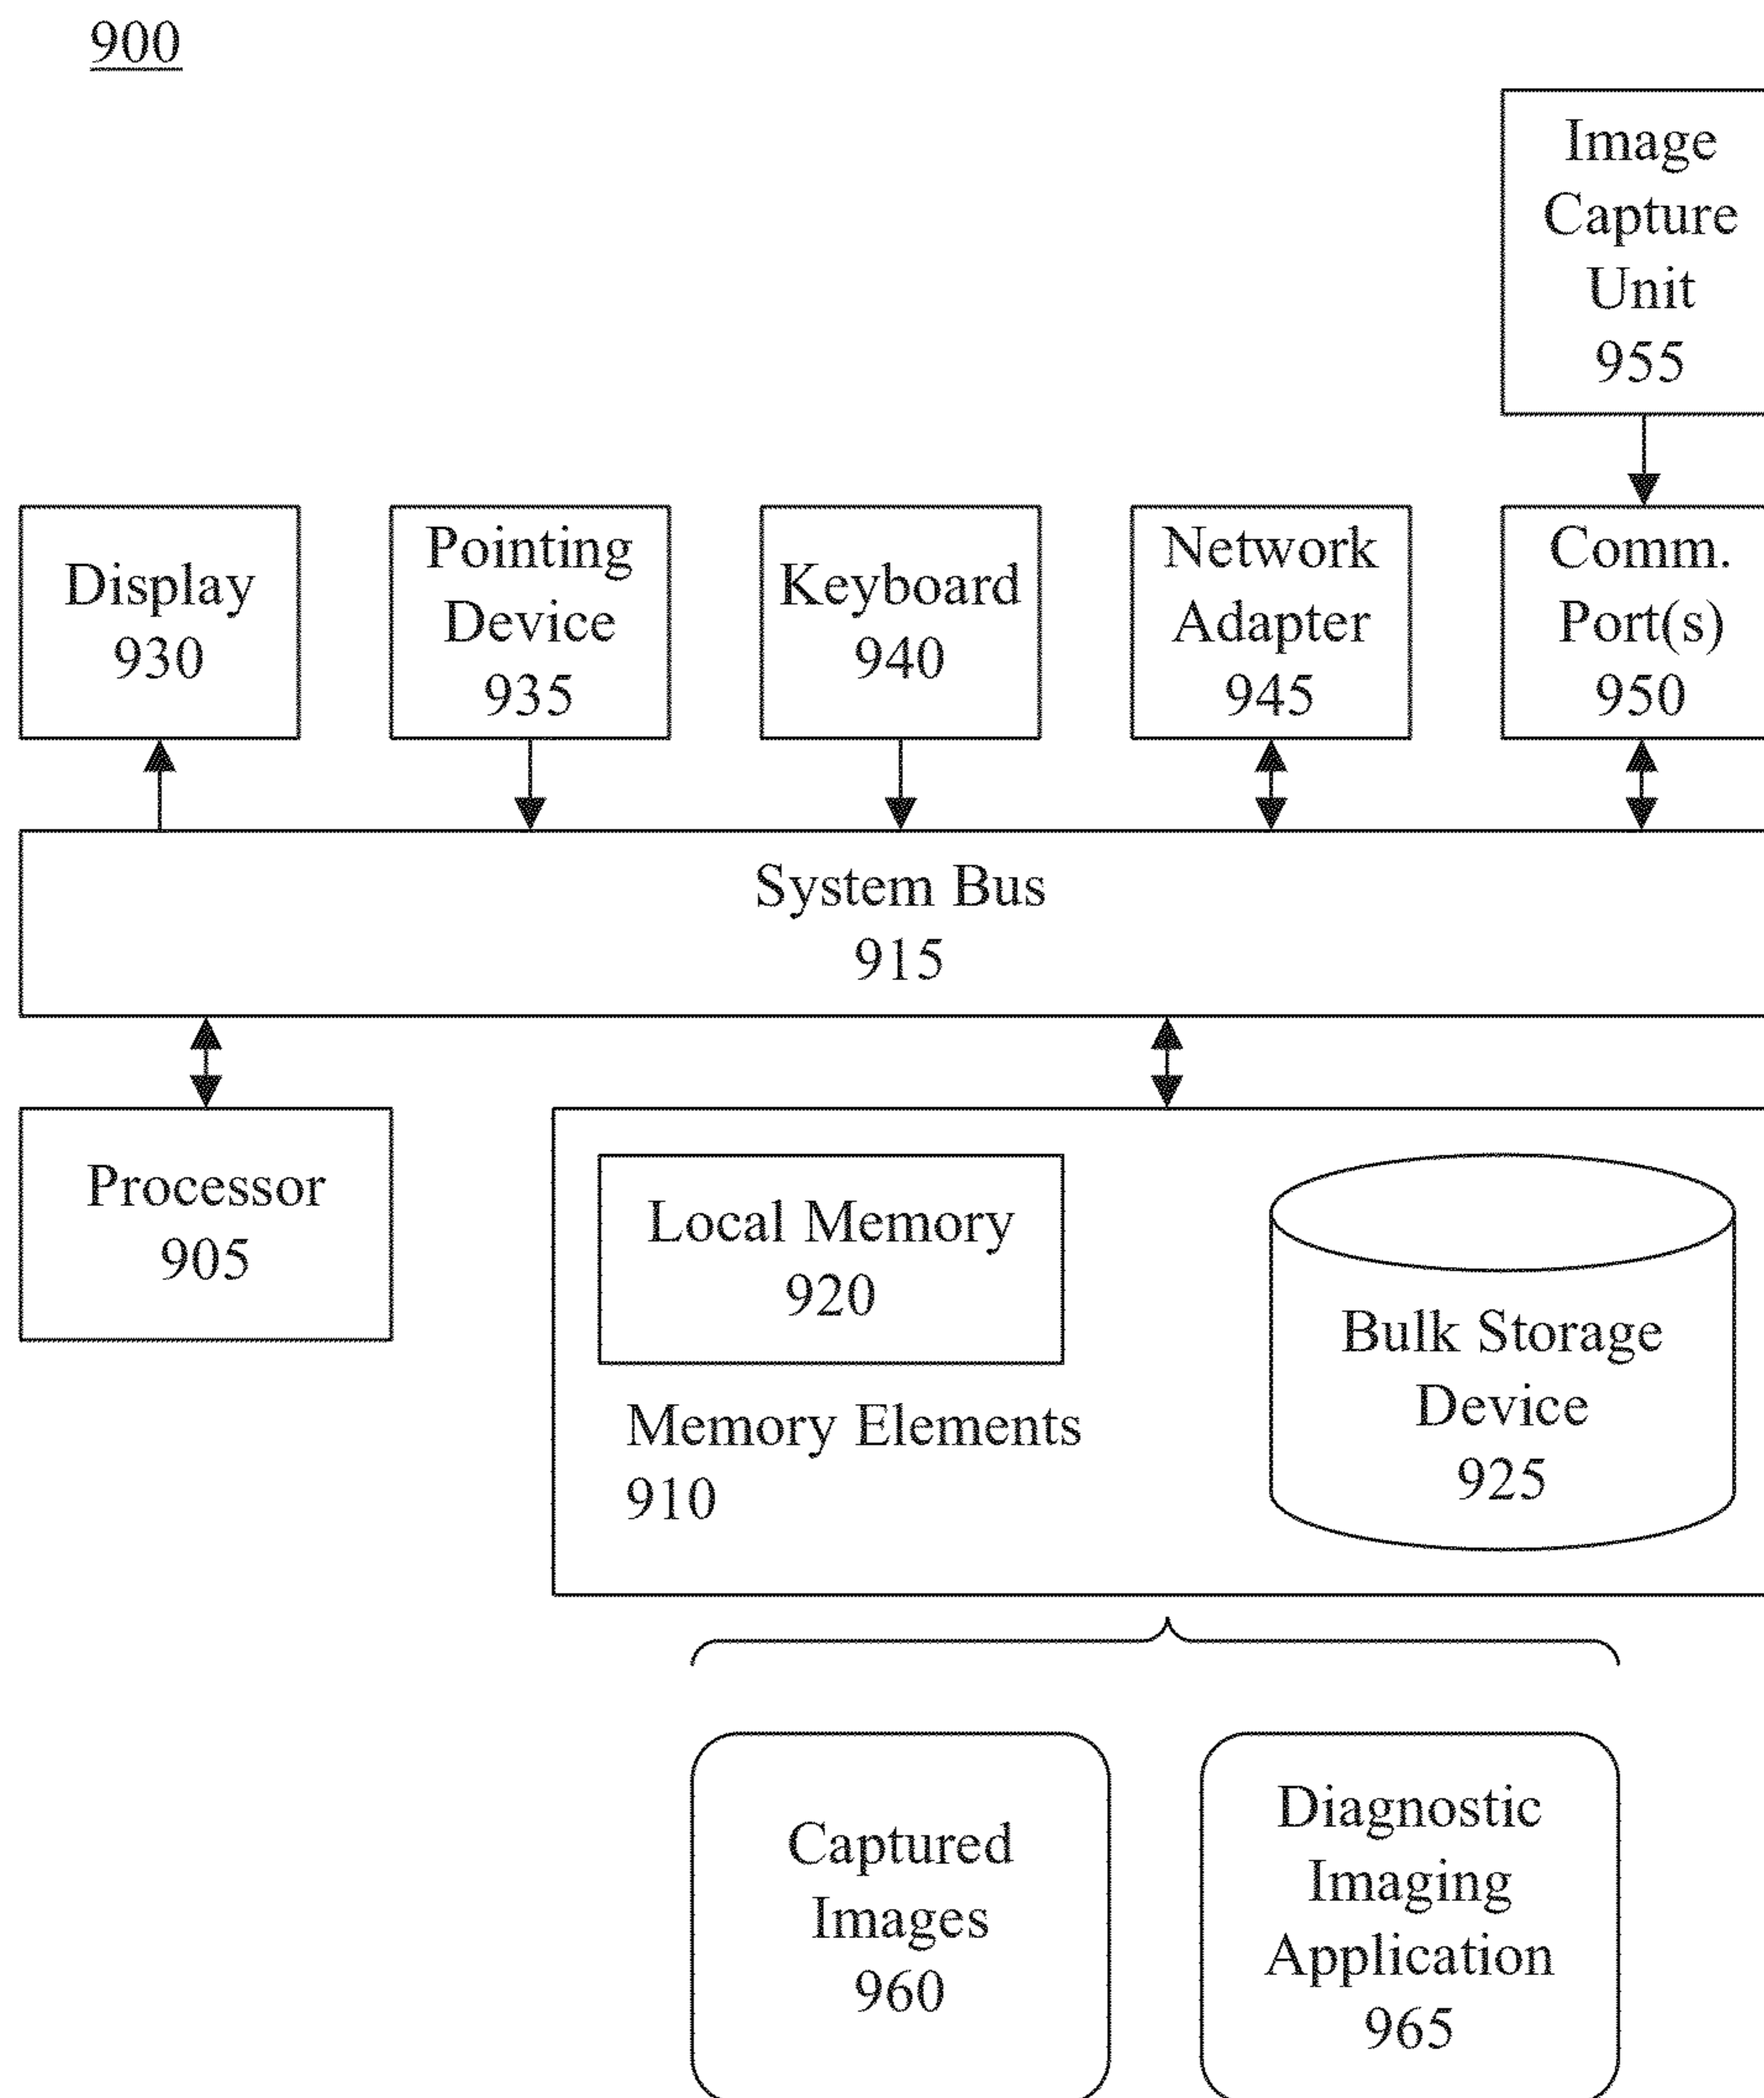 900
Image
Capture
Unit
955
Display
930
Pointing
Device
935
Keyboard
940
Network
Adapter
945
Comm.
Port(s)
950
System Bus
915
Processor
905
Local Memory
920
Memory Elements
910
Bulk Storage
Device
925
Captured
Images
960
Diagnostic
Imaging
Application
965